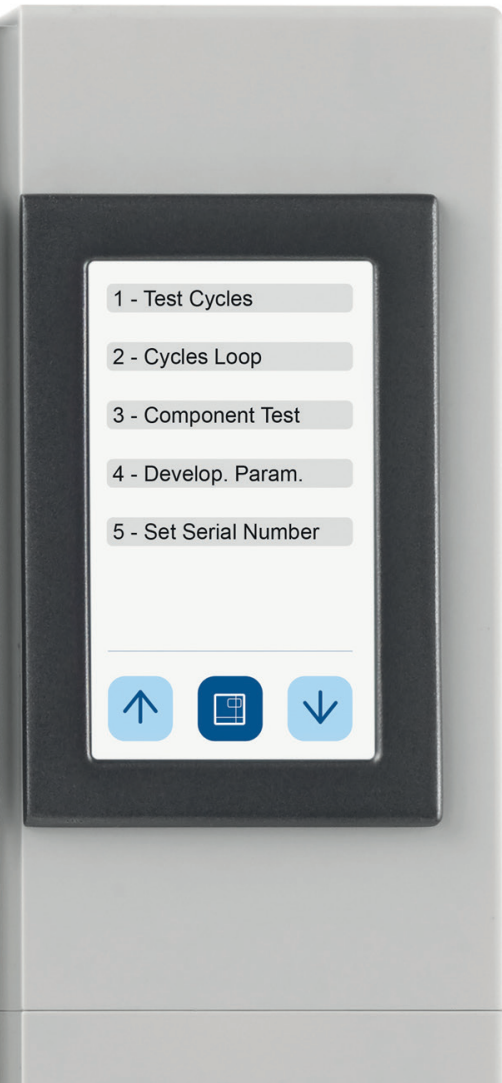 1 - Test Cycles
2 - Cycles Loop
3 - Component Test
4 - Develop. Param.
5 - Set Serial Number